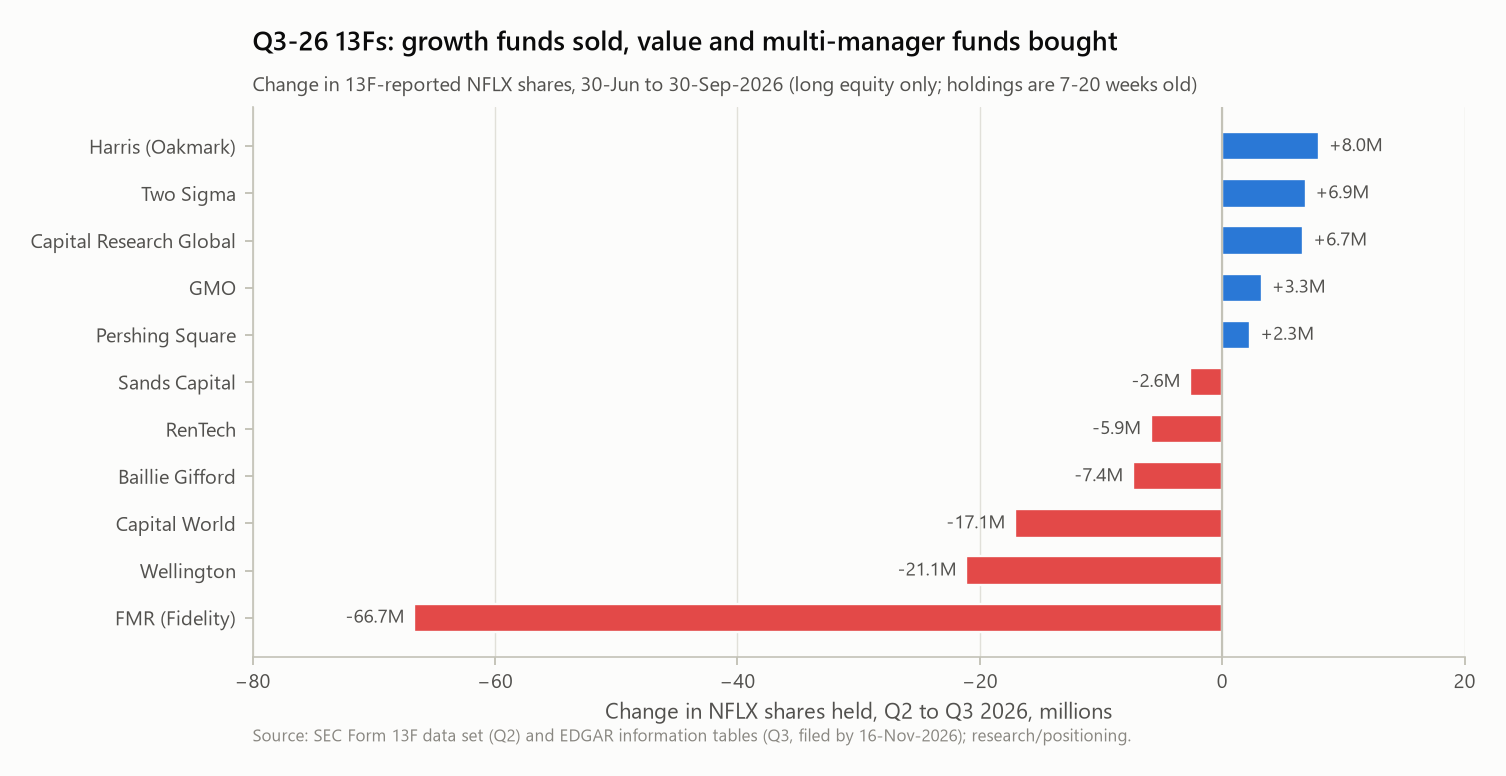 Q3-26 13Fs: growth funds sold, value and multi-manager funds bought
Change in 13F-reported NFLX shares, 30-Jun to 30-Sep-2026 (long equity only; holdings are 7-20 weeks old)
Harris (Oakmark) +8.0M
Two Sigma +6.9M
Capital Research Global +6.7M
GMO +3.3M
Pershing Square +2.3M
Sands Capital -2.6M
RenTech -5.9M
Baillie Gifford -7.4M
Capital World -17.1M
Wellington -21.1M
FMR (Fidelity) -66.7M
−80 −60 −40 −20 0 20
Change in NFLX shares held, Q2 to Q3 2026, millions
Source: SEC Form 13F data set (Q2) and EDGAR information tables (Q3, filed by 16-Nov-2026); research/positioning.